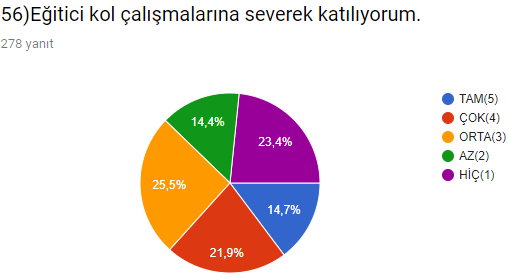 56)Eğitici kol çalışmalarına severek katılıyorum.
278 yanıt
TAM(5)
ÇOK(4)
ORTA(3)
AZ(2)
HİÇ(1)
14,4%
23,4%
25,5%
14,7%
21,9%